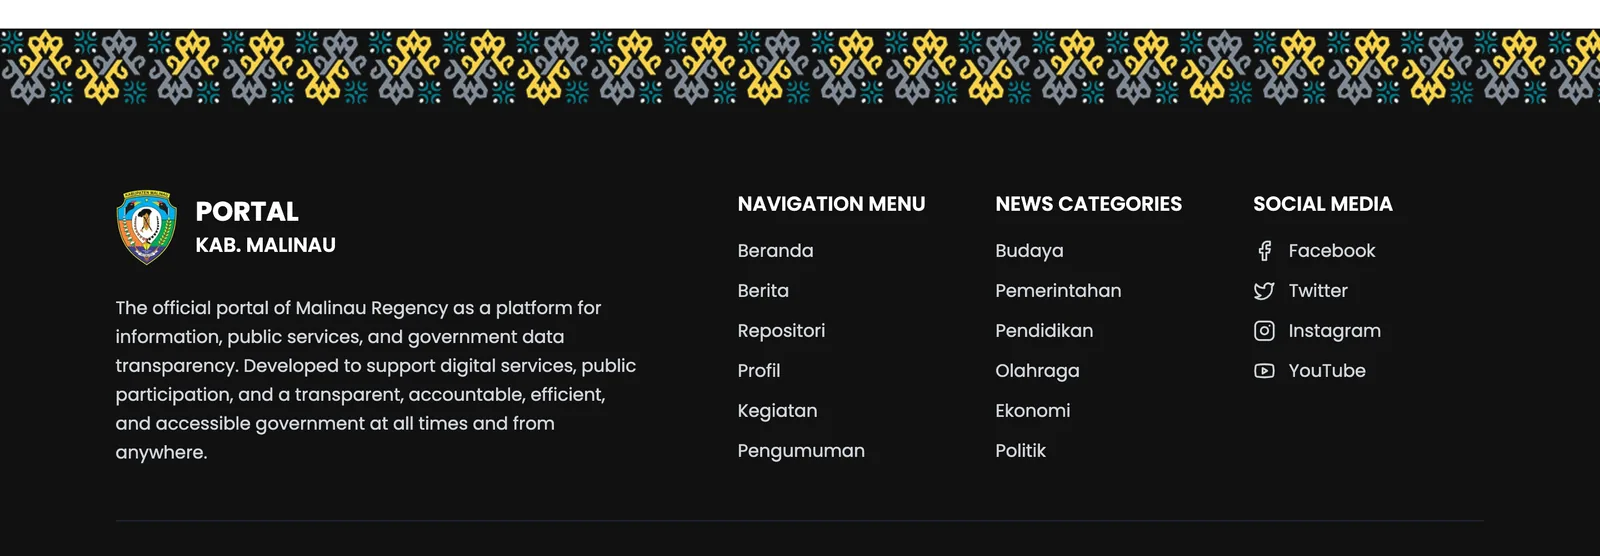 KABUPATEN MALINAU
PORTAL
KAB. MALINAU
The official portal of Malinau Regency as a platform for
information, public services, and government data
transparency. Developed to support digital services, public
participation, and a transparent, accountable, efficient,
and accessible government at all times and from
anywhere.
NAVIGATION MENU
Beranda
Berita
Repositori
Profil
Kegiatan
Pengumuman
NEWS CATEGORIES
Budaya
Pemerintahan
Pendidikan
Olahraga
Ekonomi
Politik
SOCIAL MEDIA
Facebook
Twitter
Instagram
YouTube